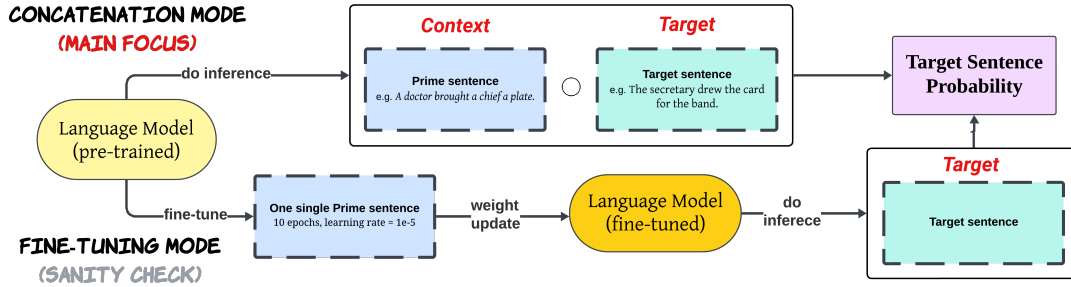 CONCATENATION MODE
(MAIN FOCUS)
do inference
Language Model
(pre-trained)
Context
Prime sentence
e.g. A doctor brought a chief a plate.
Target
Target sentence
e.g. The secretary drew the card
for the band.
Target Sentence
Probability
fine-tune
FINE-TUNING MODE
(SANITY CHECK)
One single Prime sentence
10 epochs, learning rate = 1e-5
weight
update
Language Model
(fine-tuned)
do
inferece
Target
Target sentence